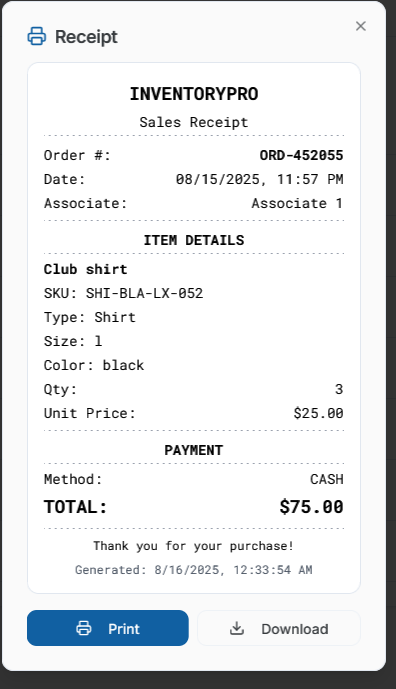 Receipt
INVENTORYPRO
Sales Receipt
Order #: ORD-452055
Date: 08/15/2025, 11:57 PM
Associate: Associate 1
ITEM DETAILS
Club shirt
SKU: SHI-BLA-LX-052
Type: Shirt
Size: l
Color: black
Qty: 3
Unit Price: $25.00
PAYMENT
Method: CASH
TOTAL: $75.00
Thank you for your purchase!
Generated: 8/16/2025, 12:33:54 AM
Print Download